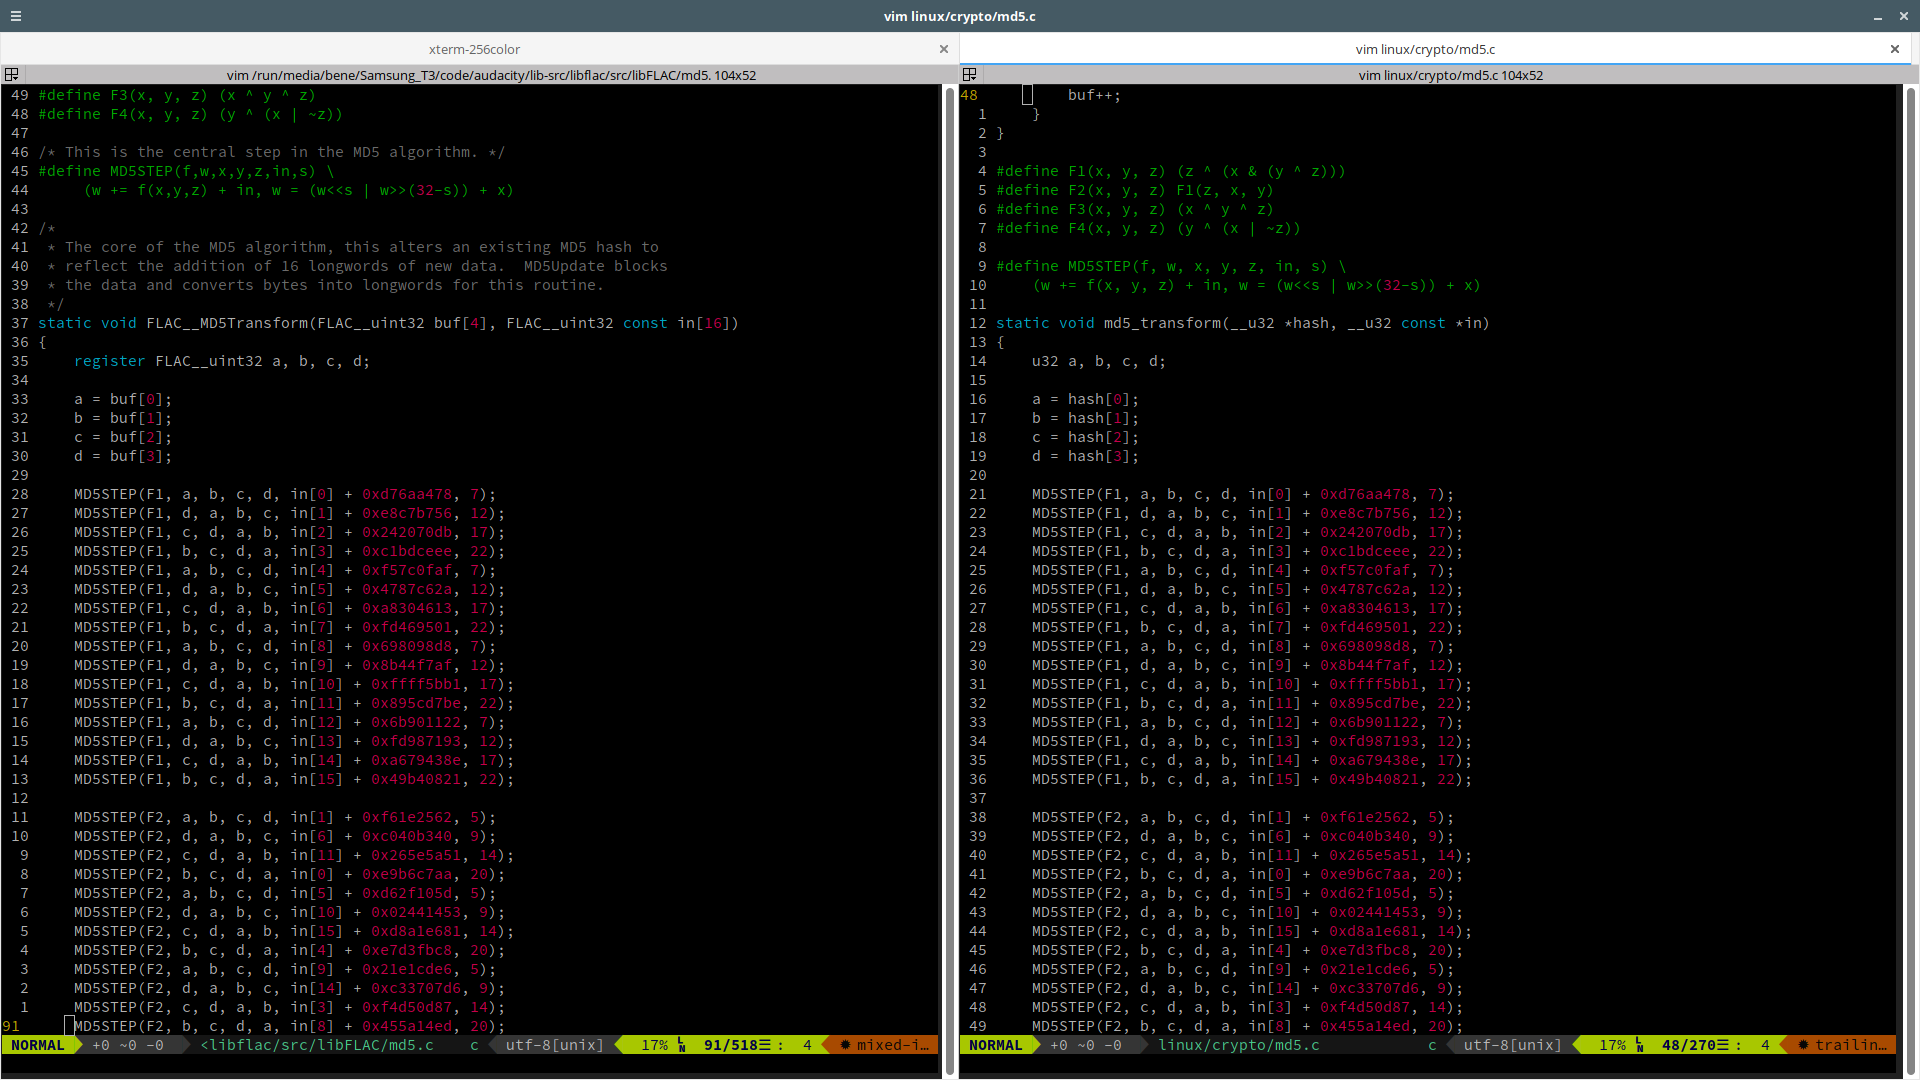 vim linux/crypto/md5.c
xterm-256color
vim /run/media/bene/Samsung_T3/code/audacity/lib-src/libflac/src/libFLAC/md5. 104x52
49 #define F3(x, y, z) (x ^ y ^ z)
48 #define F4(x, y, z) (y ^ (x | ~z))
47
46 /* This is the central step in the MD5 algorithm. */
45 #define MD5STEP(f,w,x,y,z,in,s) \
44      (w += f(x,y,z) + in, w = (w<<s | w>>(32-s)) + x)
43
42 /*
41  * The core of the MD5 algorithm, this alters an existing MD5 hash to
40  * reflect the addition of 16 longwords of new data.  MD5Update blocks
39  * the data and converts bytes into longwords for this routine.
38  */
37 static void FLAC__MD5Transform(FLAC__uint32 buf[4], FLAC__uint32 const in[16])
36 {
35     register FLAC__uint32 a, b, c, d;
34
33     a = buf[0];
32     b = buf[1];
31     c = buf[2];
30     d = buf[3];
29
28     MD5STEP(F1, a, b, c, d, in[0] + 0xd76aa478, 7);
27     MD5STEP(F1, d, a, b, c, in[1] + 0xe8c7b756, 12);
26     MD5STEP(F1, c, d, a, b, in[2] + 0x242070db, 17);
25     MD5STEP(F1, b, c, d, a, in[3] + 0xc1bdceee, 22);
24     MD5STEP(F1, a, b, c, d, in[4] + 0xf57c0faf, 7);
23     MD5STEP(F1, d, a, b, c, in[5] + 0x4787c62a, 12);
22     MD5STEP(F1, c, d, a, b, in[6] + 0xa8304613, 17);
21     MD5STEP(F1, b, c, d, a, in[7] + 0xfd469501, 22);
20     MD5STEP(F1, a, b, c, d, in[8] + 0x698098d8, 7);
19     MD5STEP(F1, d, a, b, c, in[9] + 0x8b44f7af, 12);
18     MD5STEP(F1, c, d, a, b, in[10] + 0xffff5bb1, 17);
17     MD5STEP(F1, b, c, d, a, in[11] + 0x895cd7be, 22);
16     MD5STEP(F1, a, b, c, d, in[12] + 0x6b901122, 7);
15     MD5STEP(F1, d, a, b, c, in[13] + 0xfd987193, 12);
14     MD5STEP(F1, c, d, a, b, in[14] + 0xa679438e, 17);
13     MD5STEP(F1, b, c, d, a, in[15] + 0x49b40821, 22);
12
11     MD5STEP(F2, a, b, c, d, in[1] + 0xf61e2562, 5);
10     MD5STEP(F2, d, a, b, c, in[6] + 0xc040b340, 9);
9     MD5STEP(F2, c, d, a, b, in[11] + 0x265e5a51, 14);
8     MD5STEP(F2, b, c, d, a, in[0] + 0xe9b6c7aa, 20);
7     MD5STEP(F2, a, b, c, d, in[5] + 0xd62f105d, 5);
6     MD5STEP(F2, d, a, b, c, in[10] + 0x02441453, 9);
5     MD5STEP(F2, c, d, a, b, in[15] + 0xd8a1e681, 14);
4     MD5STEP(F2, b, c, d, a, in[4] + 0xe7d3fbc8, 20);
3     MD5STEP(F2, a, b, c, d, in[9] + 0x21e1cde6, 5);
2     MD5STEP(F2, d, a, b, c, in[14] + 0xc33707d6, 9);
1     MD5STEP(F2, c, d, a, b, in[3] + 0xf4d50d87, 14);
91     MD5STEP(F2, b, c, d, a, in[8] + 0x455a14ed, 20);
NORMAL +0 ~0 -0 <libflac/src/libFLAC/md5.c c utf-8[unix] 17% LN 91/518☰ : 4 ✹ mixed-i…
vim linux/crypto/md5.c
vim linux/crypto/md5.c 104x52
48         buf++;
1     }
2 }
3
4 #define F1(x, y, z) (z ^ (x & (y ^ z)))
5 #define F2(x, y, z) F1(z, x, y)
6 #define F3(x, y, z) (x ^ y ^ z)
7 #define F4(x, y, z) (y ^ (x | ~z))
8
9 #define MD5STEP(f, w, x, y, z, in, s) \
10     (w += f(x, y, z) + in, w = (w<<s | w>>(32-s)) + x)
11
12 static void md5_transform(__u32 *hash, __u32 const *in)
13 {
14     u32 a, b, c, d;
15
16     a = hash[0];
17     b = hash[1];
18     c = hash[2];
19     d = hash[3];
20
21     MD5STEP(F1, a, b, c, d, in[0] + 0xd76aa478, 7);
22     MD5STEP(F1, d, a, b, c, in[1] + 0xe8c7b756, 12);
23     MD5STEP(F1, c, d, a, b, in[2] + 0x242070db, 17);
24     MD5STEP(F1, b, c, d, a, in[3] + 0xc1bdceee, 22);
25     MD5STEP(F1, a, b, c, d, in[4] + 0xf57c0faf, 7);
26     MD5STEP(F1, d, a, b, c, in[5] + 0x4787c62a, 12);
27     MD5STEP(F1, c, d, a, b, in[6] + 0xa8304613, 17);
28     MD5STEP(F1, b, c, d, a, in[7] + 0xfd469501, 22);
29     MD5STEP(F1, a, b, c, d, in[8] + 0x698098d8, 7);
30     MD5STEP(F1, d, a, b, c, in[9] + 0x8b44f7af, 12);
31     MD5STEP(F1, c, d, a, b, in[10] + 0xffff5bb1, 17);
32     MD5STEP(F1, b, c, d, a, in[11] + 0x895cd7be, 22);
33     MD5STEP(F1, a, b, c, d, in[12] + 0x6b901122, 7);
34     MD5STEP(F1, d, a, b, c, in[13] + 0xfd987193, 12);
35     MD5STEP(F1, c, d, a, b, in[14] + 0xa679438e, 17);
36     MD5STEP(F1, b, c, d, a, in[15] + 0x49b40821, 22);
37
38     MD5STEP(F2, a, b, c, d, in[1] + 0xf61e2562, 5);
39     MD5STEP(F2, d, a, b, c, in[6] + 0xc040b340, 9);
40     MD5STEP(F2, c, d, a, b, in[11] + 0x265e5a51, 14);
41     MD5STEP(F2, b, c, d, a, in[0] + 0xe9b6c7aa, 20);
42     MD5STEP(F2, a, b, c, d, in[5] + 0xd62f105d, 5);
43     MD5STEP(F2, d, a, b, c, in[10] + 0x02441453, 9);
44     MD5STEP(F2, c, d, a, b, in[15] + 0xd8a1e681, 14);
45     MD5STEP(F2, b, c, d, a, in[4] + 0xe7d3fbc8, 20);
46     MD5STEP(F2, a, b, c, d, in[9] + 0x21e1cde6, 5);
47     MD5STEP(F2, d, a, b, c, in[14] + 0xc33707d6, 9);
48     MD5STEP(F2, c, d, a, b, in[3] + 0xf4d50d87, 14);
49     MD5STEP(F2, b, c, d, a, in[8] + 0x455a14ed, 20);
NORMAL +0 ~0 -0 linux/crypto/md5.c c utf-8[unix] 17% LN 48/270☰ : 4 ✹ trailin…